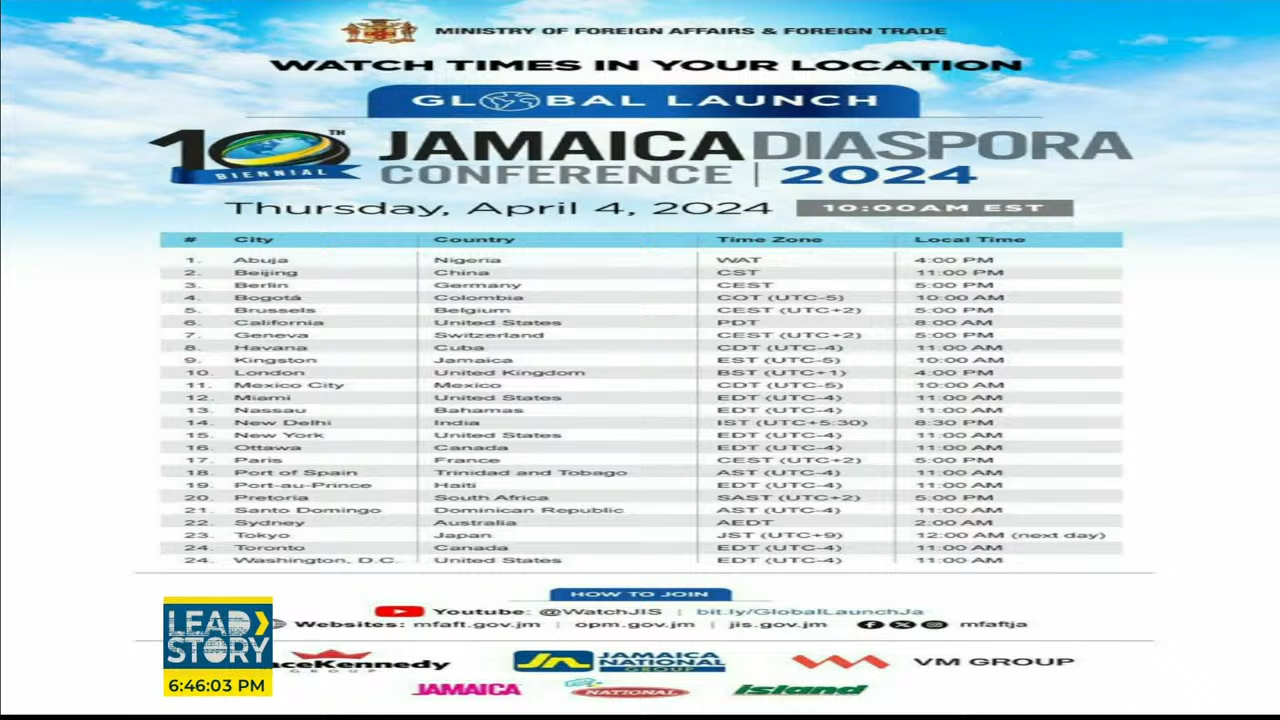 MINISTRY OF FOREIGN AFFAIRS & FOREIGN TRADE
WATCH TIMES IN YOUR LOCATION
GLOBAL LAUNCH
10TH BIENNIAL
JAMAICA DIASPORA
CONFERENCE | 2024
Thursday, April 4, 2024 10:00AM EST
# City Country Time Zone Local Time
1. Abuja Nigeria WAT 4:00 PM
2. Beijing China CST 11:00 PM
3. Berlin Germany CEST 5:00 PM
4. Bogotá Colombia COT (UTC-5) 10:00 AM
5. Brussels Belgium CEST (UTC+2) 5:00 PM
6. California United States PDT 8:00 AM
7. Geneva Switzerland CEST (UTC+2) 5:00 PM
8. Havana Cuba CDT (UTC-4) 11:00 AM
9. Kingston Jamaica EST (UTC-5) 10:00 AM
10. London United Kingdom BST (UTC+1) 4:00 PM
11. Mexico City Mexico CDT (UTC-5) 10:00 AM
12. Miami United States EDT (UTC-4) 11:00 AM
13. Nassau Bahamas EDT (UTC-4) 11:00 AM
14. New Delhi India IST (UTC+5:30) 8:30 PM
15. New York United States EDT (UTC-4) 11:00 AM
16. Ottawa Canada EDT (UTC-4) 11:00 AM
17. Paris France CEST (UTC+2) 5:00 PM
18. Port of Spain Trinidad and Tobago AST (UTC-4) 11:00 AM
19. Port-au-Prince Haiti EDT (UTC-4) 11:00 AM
20. Pretoria South Africa SAST (UTC+2) 5:00 PM
21. Santo Domingo Dominican Republic AST (UTC-4) 11:00 AM
22. Sydney Australia AEDT 2:00 AM
23. Tokyo Japan JST (UTC+9) 12:00 AM (next day)
24. Toronto Canada EDT (UTC-4) 11:00 AM
24. Washington, D.C. United States EDT (UTC-4) 11:00 AM
HOW TO JOIN
Youtube: @WatchJIS | bit.ly/GlobalLaunchJa
Websites: mfaft.gov.jm | opm.gov.jm | jis.gov.jm mfaftja
LEAD
STORY
6:46:03 PM
aceKennedy
GROUP
JN JAMAICA
NATIONAL
GROUP
VM GROUP
JAMAICA
NATIONAL
island